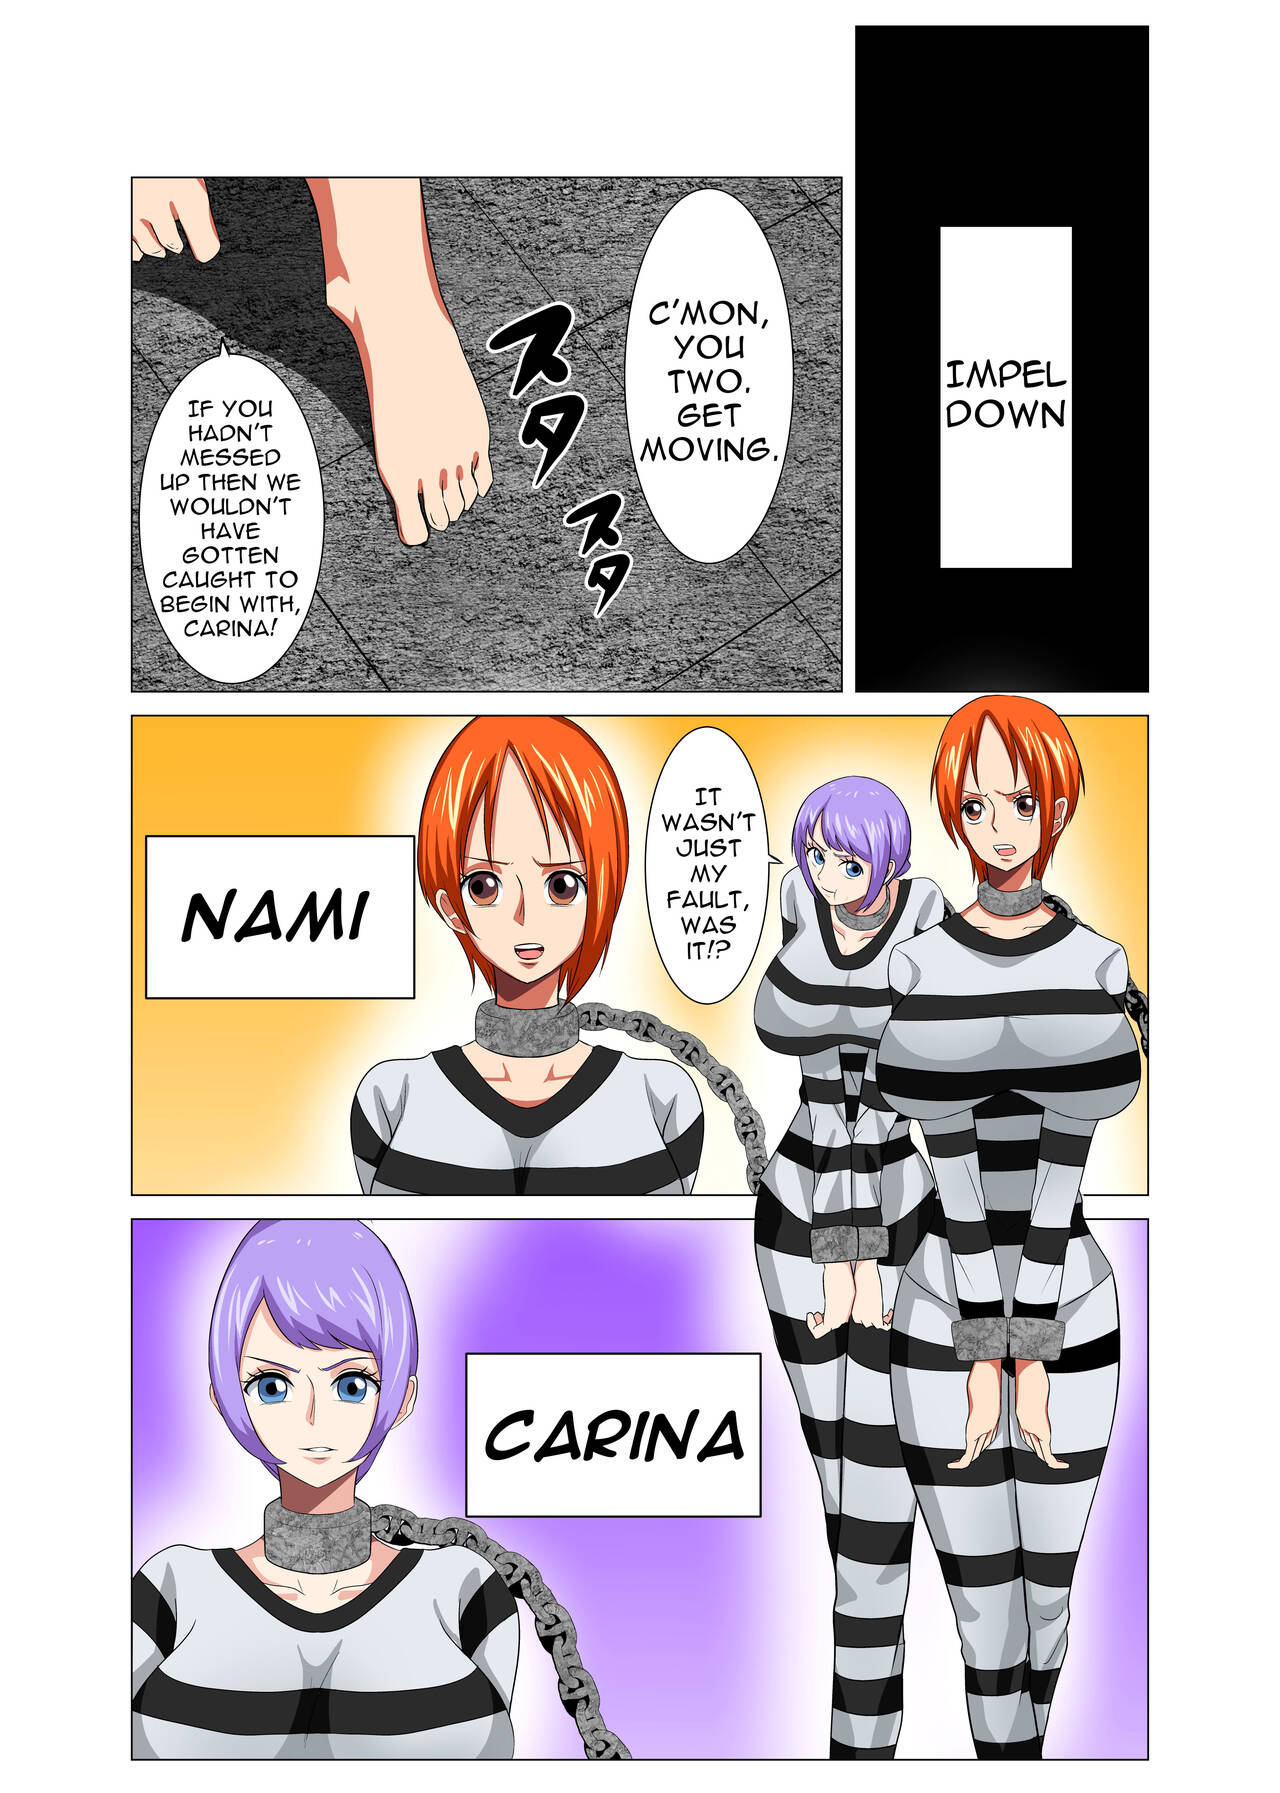 IMPEL
DOWN
C'MON,
YOU
TWO.
GET
MOVING.
スタ
スタ
IF YOU
HADN'T
MESSED
UP THEN WE
WOULDN'T
HAVE
GOTTEN
CAUGHT TO
BEGIN WITH,
CARINA!
IT
WASN'T
JUST
MY
FAULT,
WAS
IT!?
NAMI
CARINA